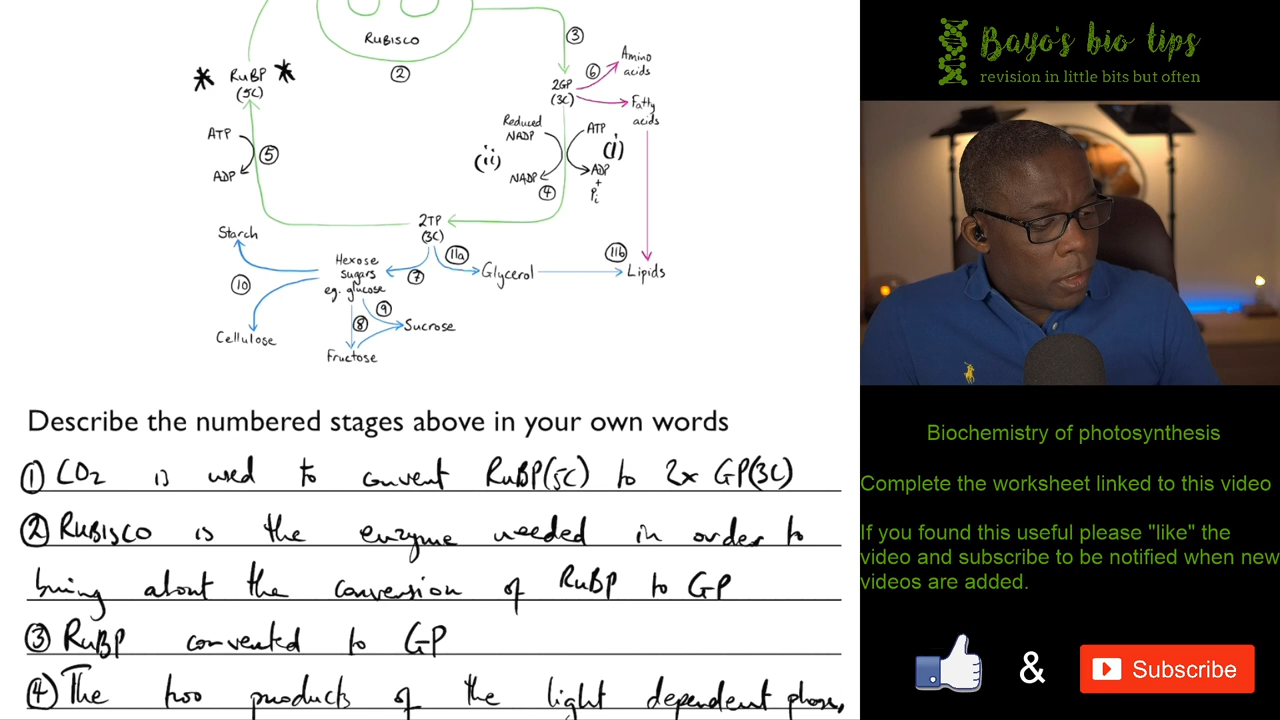 RUBISCO
②
③
* RuBP *
(5C)
2GP
(3C)
⑥
Amino
acids
Fatty
acids
ATP
ADP
⑤
Reduced
NADP
NADP
(ii)
ATP
(i)
ADP
+
Pi
④
2TP
(3C)
Starch
Hexose
sugars
eg. glucose
⑦
11a
Glycerol
11b
Lipids
⑩
⑨
⑧
Sucrose
Cellulose
Fructose
Describe the numbered stages above in your own words
① CO2 is used to convert RuBP(5C) to 2x GP(3C)
② RUBISCO is the enzyme needed in order to
bring about the conversion of RuBP to GP
③ RuBP converted to GP
④ The two products of the light dependent phase,
Bayo's bio tips
revision in little bits but often
Biochemistry of photosynthesis
Complete the worksheet linked to this video
If you found this useful please "like" the
video and subscribe to be notified when new
videos are added.
&
Subscribe